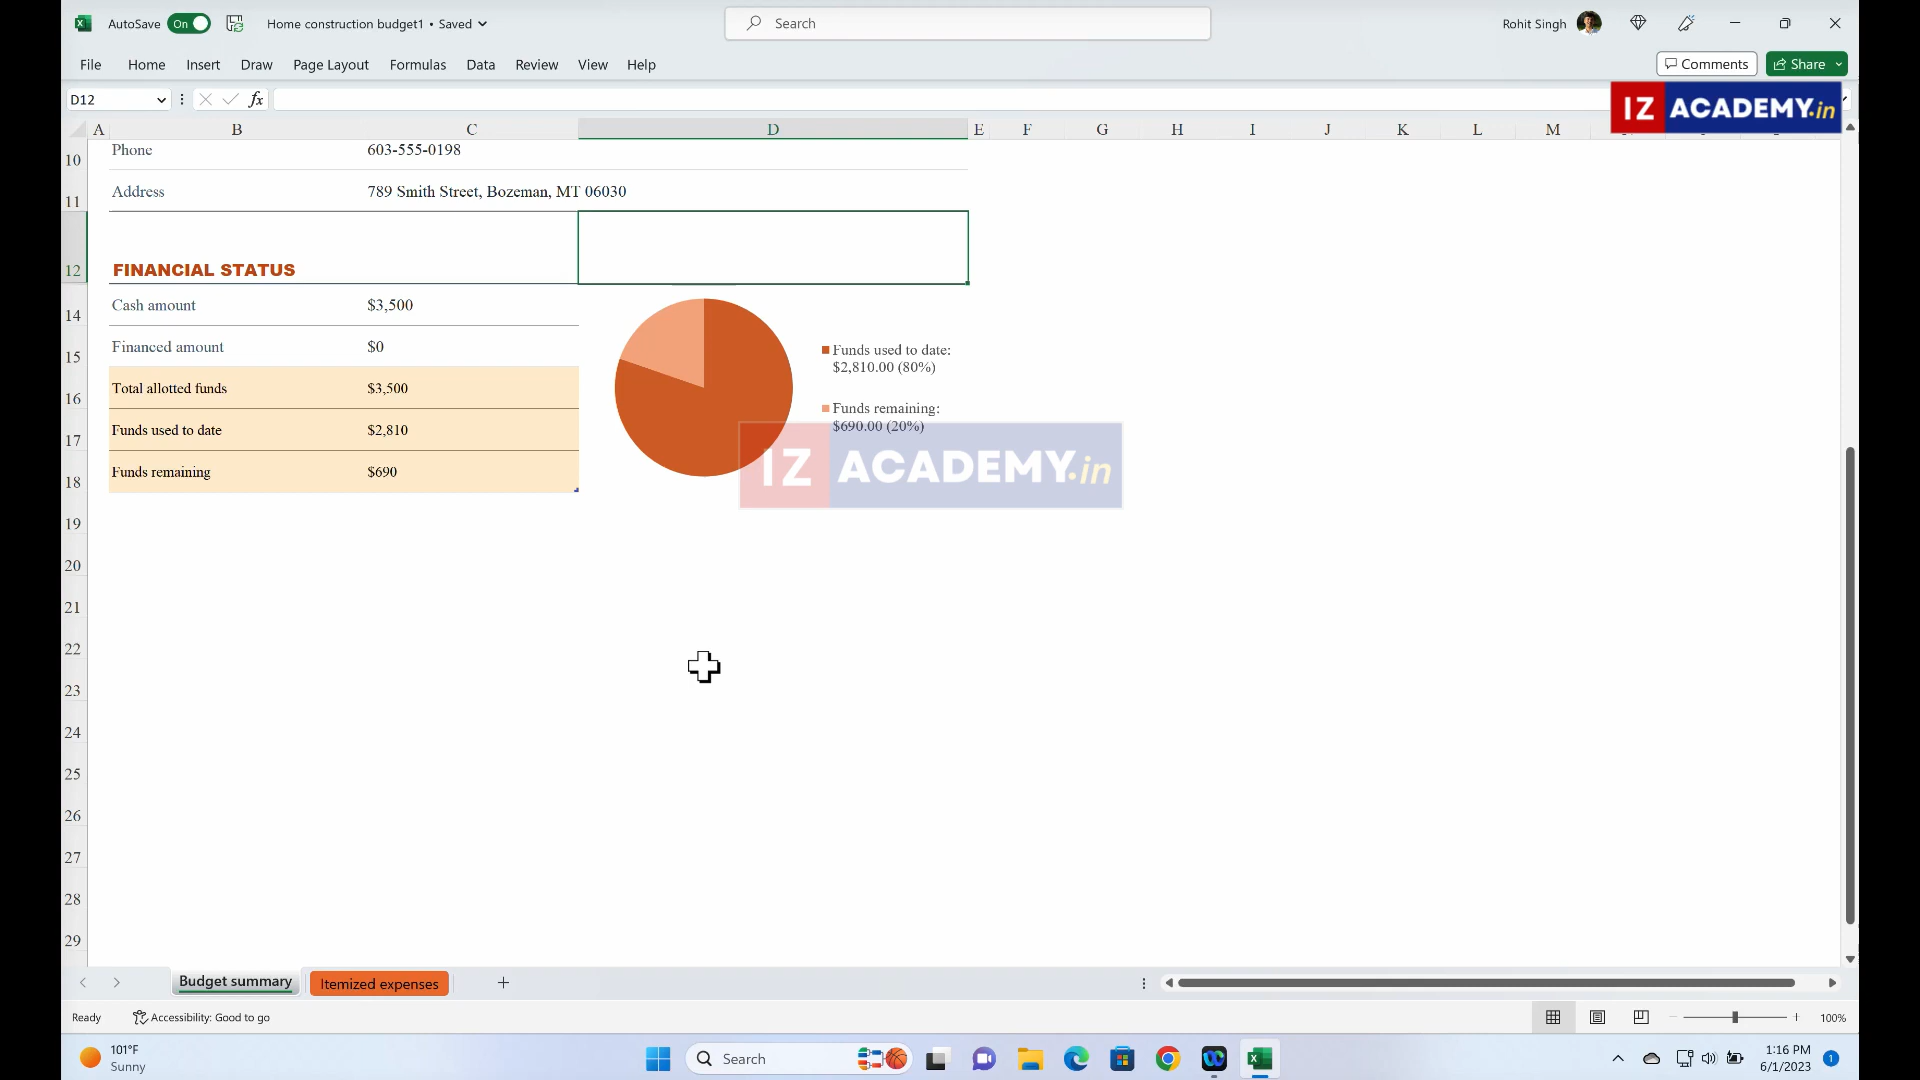 AutoSave On Home construction budget1 • Saved Search Rohit Singh
File Home Insert Draw Page Layout Formulas Data Review View Help Comments Share
D12 fx IZ ACADEMY.in
A B C D E F G H I J K L M
10 Phone 603-555-0198
11 Address 789 Smith Street, Bozeman, MT 06030
12 FINANCIAL STATUS
14 Cash amount $3,500
15 Financed amount $0
Funds used to date:
$2,810.00 (80%)
16 Total allotted funds $3,500
Funds remaining:
$690.00 (20%)
17 Funds used to date $2,810
18 Funds remaining $690
IZ ACADEMY.in
19
20
21
22
23
24
25
26
27
28
29
Budget summary Itemized expenses
Ready Accessibility: Good to go 100%
101°F
Sunny
Search
1:16 PM
6/1/2023
1